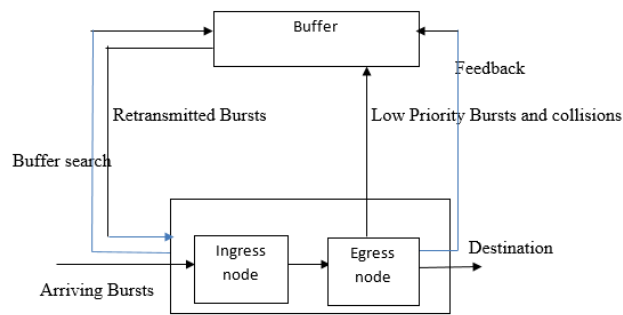 Buffer
Feedback
Retransmitted Bursts
Low Priority Bursts and collisions
Buffer search
Ingress
node
Egress
node
Destination
Arriving Bursts